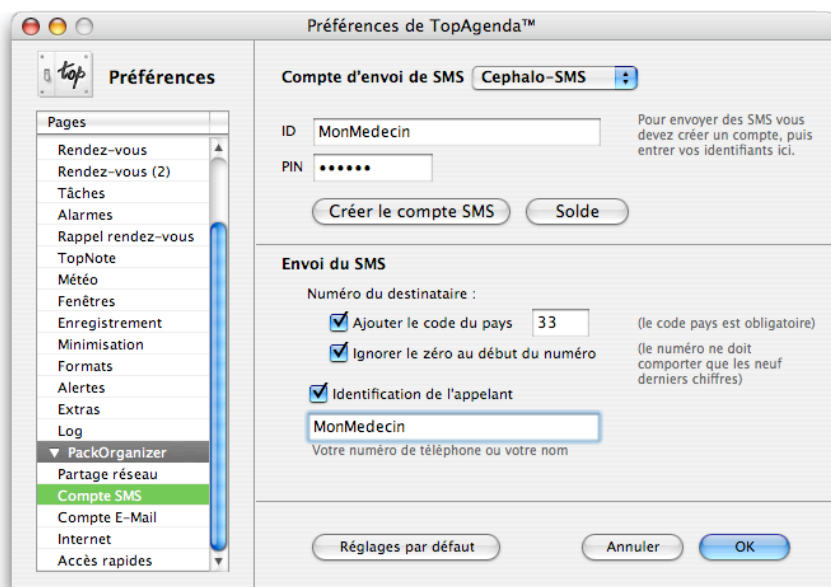 Préférences de TopAgenda™
top
Préférences
Pages
Rendez-vous
Rendez-vous (2)
Tâches
Alarmes
Rappel rendez-vous
TopNote
Météo
Fenêtres
Enregistrement
Minimisation
Formats
Alertes
Extras
Log
▼ PackOrganizer
Partage réseau
Compte SMS
Compte E-Mail
Internet
Accès rapides
Compte d'envoi de SMS Cephalo-SMS
ID MonMedecin
PIN ••••••
Pour envoyer des SMS vous
devez créer un compte, puis
entrer vos identifiants ici.
Créer le compte SMS Solde
Envoi du SMS
Numéro du destinataire :
Ajouter le code du pays 33 (le code pays est obligatoire)
Ignorer le zéro au début du numéro
(le numéro ne doit
comporter que les neuf
derniers chiffres)
Identification de l'appelant
MonMedecin
Votre numéro de téléphone ou votre nom
Réglages par défaut Annuler OK